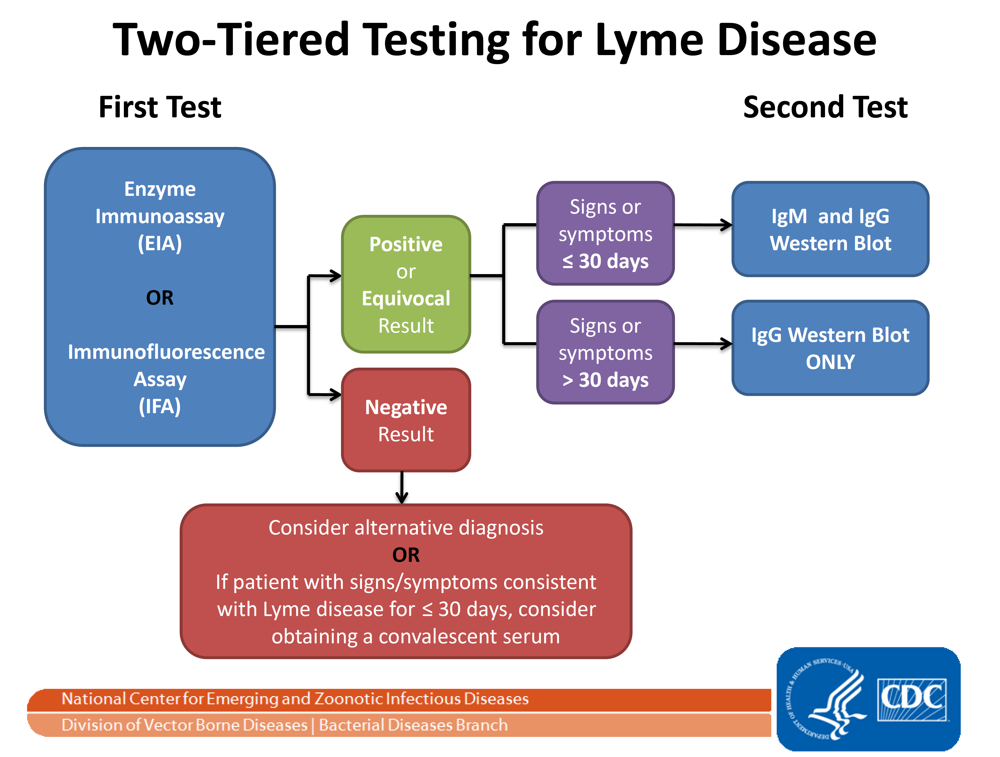 Two-Tiered Testing for Lyme Disease
First Test
Second Test
Enzyme
Immunoassay
(EIA)
OR
Immunofluorescence
Assay
(IFA)
Positive
or
Equivocal
Result
Negative
Result
Signs or
symptoms
≤ 30 days
IgM and IgG
Western Blot
Signs or
symptoms
> 30 days
IgG Western Blot
ONLY
Consider alternative diagnosis
OR
If patient with signs/symptoms consistent
with Lyme disease for ≤ 30 days, consider
obtaining a convalescent serum
National Center for Emerging and Zoonotic Infectious Diseases
Division of Vector Borne Diseases | Bacterial Diseases Branch
DEPARTMENT OF HEALTH & HUMAN SERVICES·USA
CDC